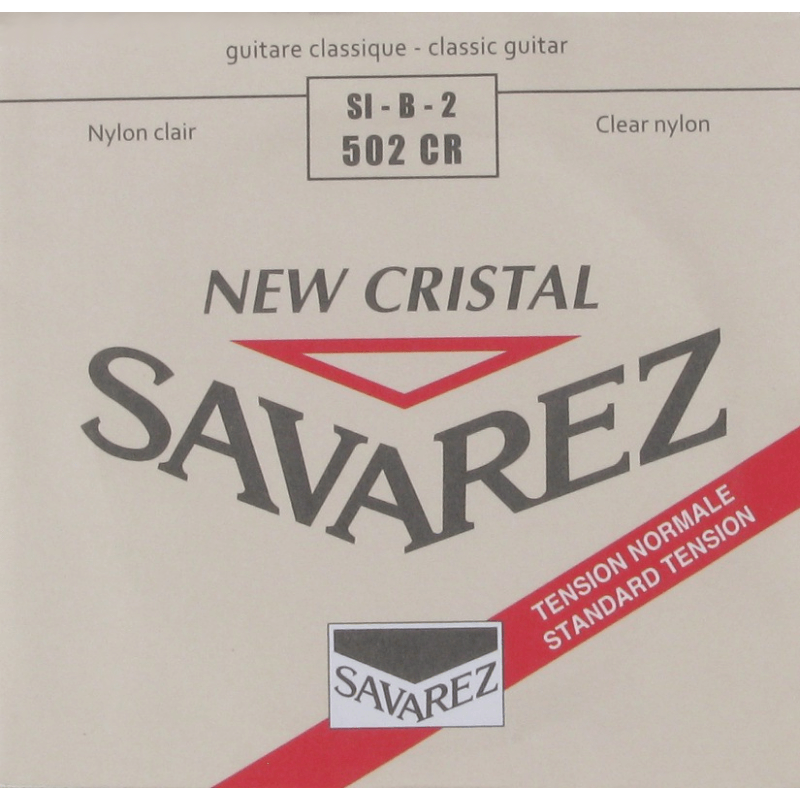 guitare classique - classic guitar
SI - B - 2
502 CR
Nylon clair
Clear nylon
NEW CRISTAL
SAVAREZ
TENSION NORMALE
STANDARD TENSION
SAVAREZ